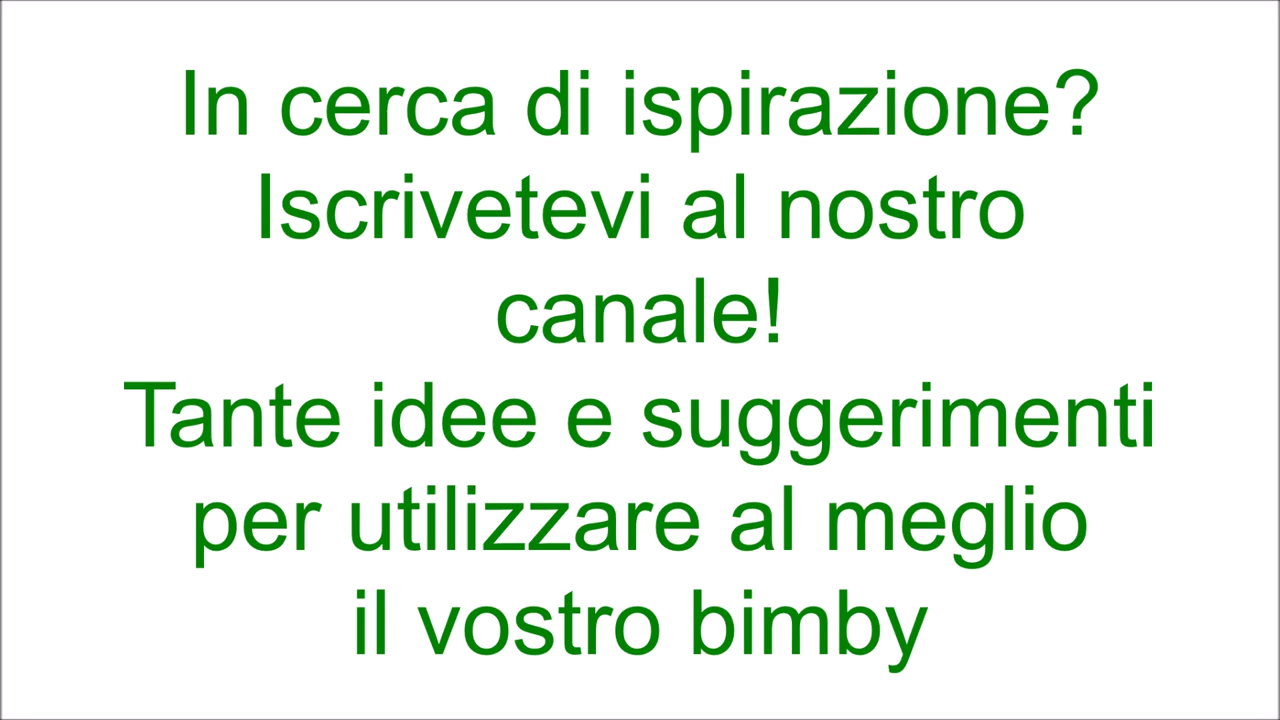 In cerca di ispirazione?
Iscrivetevi al nostro
canale!
Tante idee e suggerimenti
per utilizzare al meglio
il vostro bimby